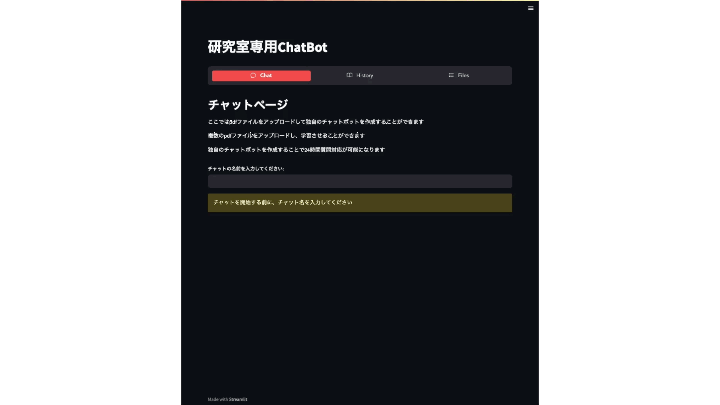 研究室専用ChatBot
Chat
History
Files
チャットページ
ここではpdfファイルをアップロードして独自のチャットボットを作成することができます
複数のpdfファイルをアップロードし、学習させることができます
独自のチャットボットを作成することで24時間質問対応が可能になります
チャットの名前を入力してください:
チャットを開始する前に、チャット名を入力してください
Made with Streamlit